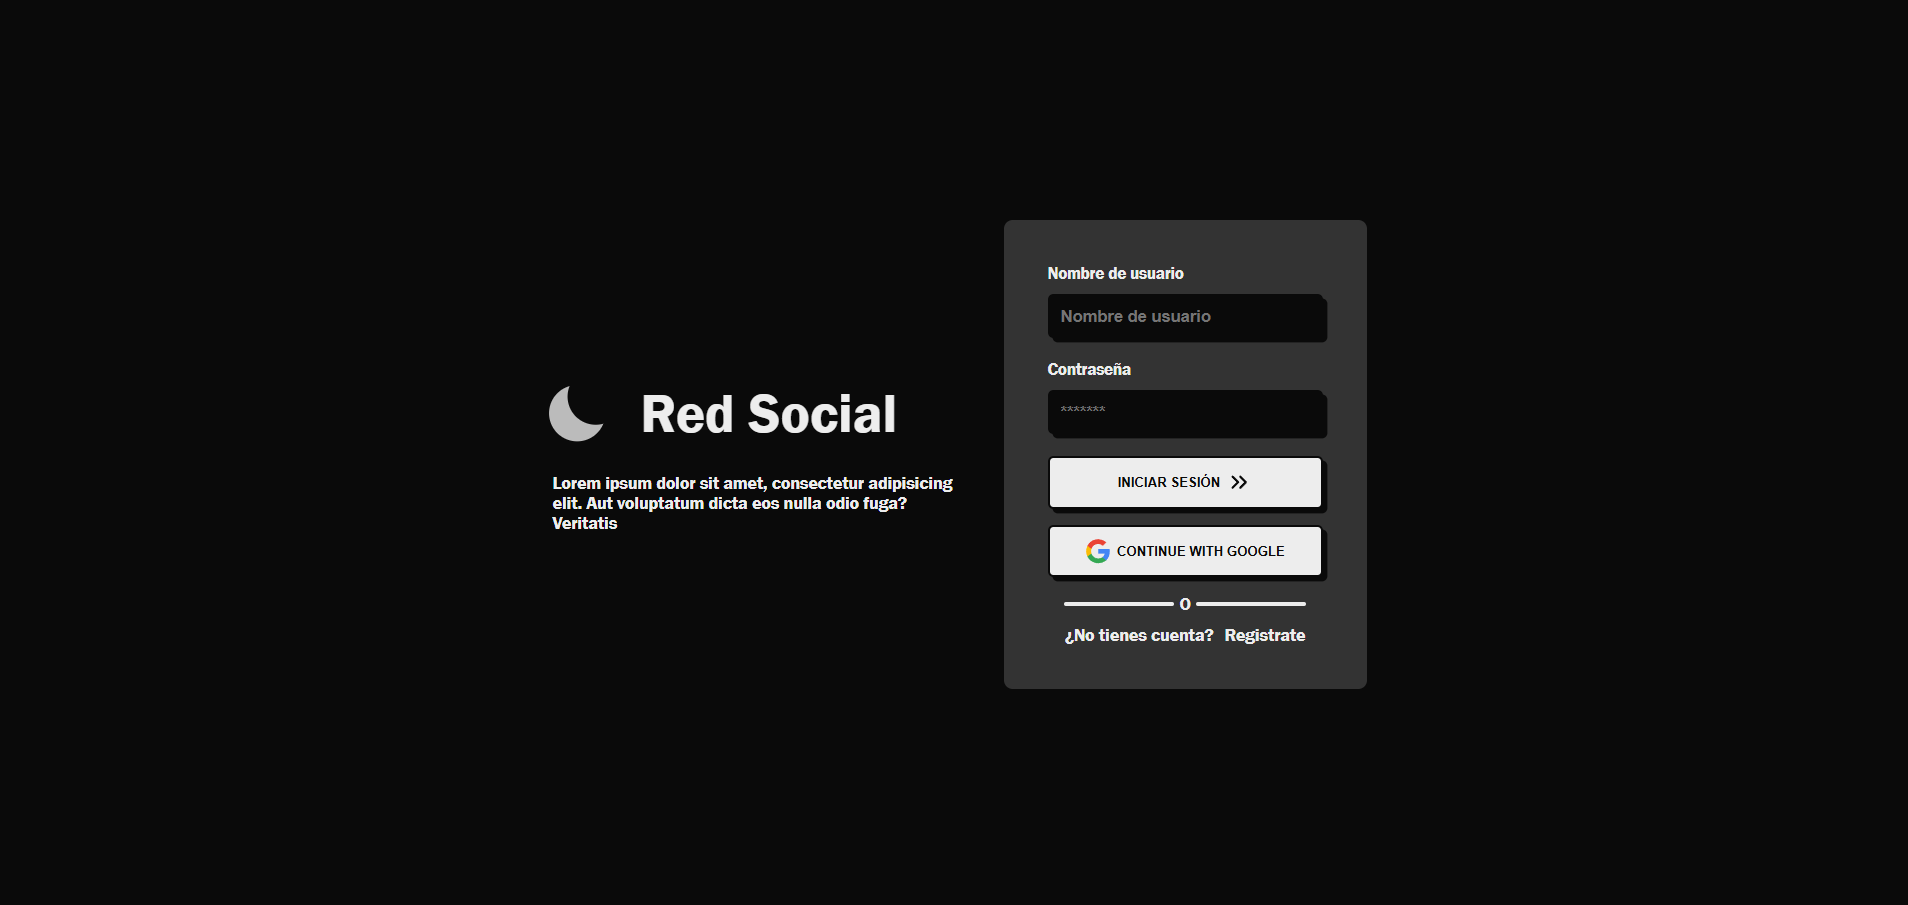 Red Social
Lorem ipsum dolor sit amet, consectetur adipisicing
elit. Aut voluptatum dicta eos nulla odio fuga?
Veritatis
Nombre de usuario
Nombre de usuario
Contraseña
*******
INICIAR SESIÓN
CONTINUE WITH GOOGLE
O
¿No tienes cuenta? Registrate